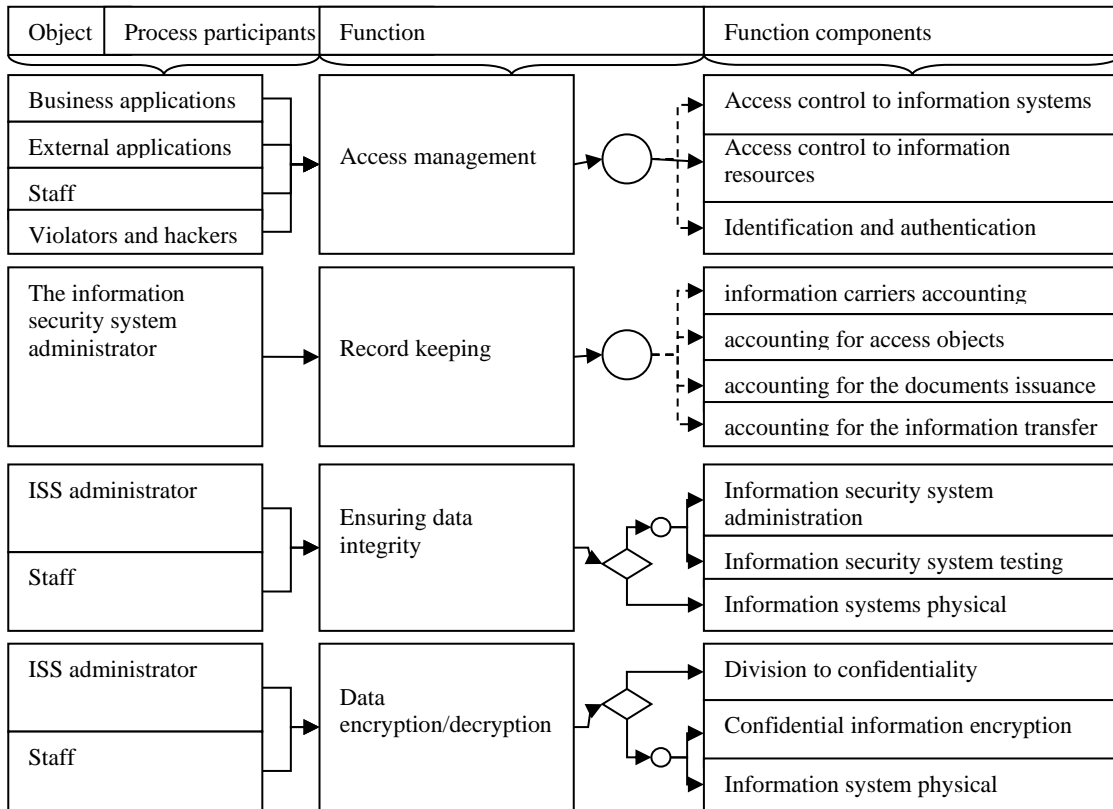 Object
Process participants
Function
Function components
Business applications
External applications
Staff
Violators and hackers
Access management
Access control to information systems
Access control to information
resources
Identification and authentication
The information
security system
administrator
Record keeping
information carriers accounting
accounting for access objects
accounting for the documents issuance
accounting for the information transfer
ISS administrator
Staff
Ensuring data
integrity
Information security system
administration
Information security system testing
Information systems physical
ISS administrator
Staff
Data
encryption/decryption
Division to confidentiality
Confidential information encryption
Information system physical